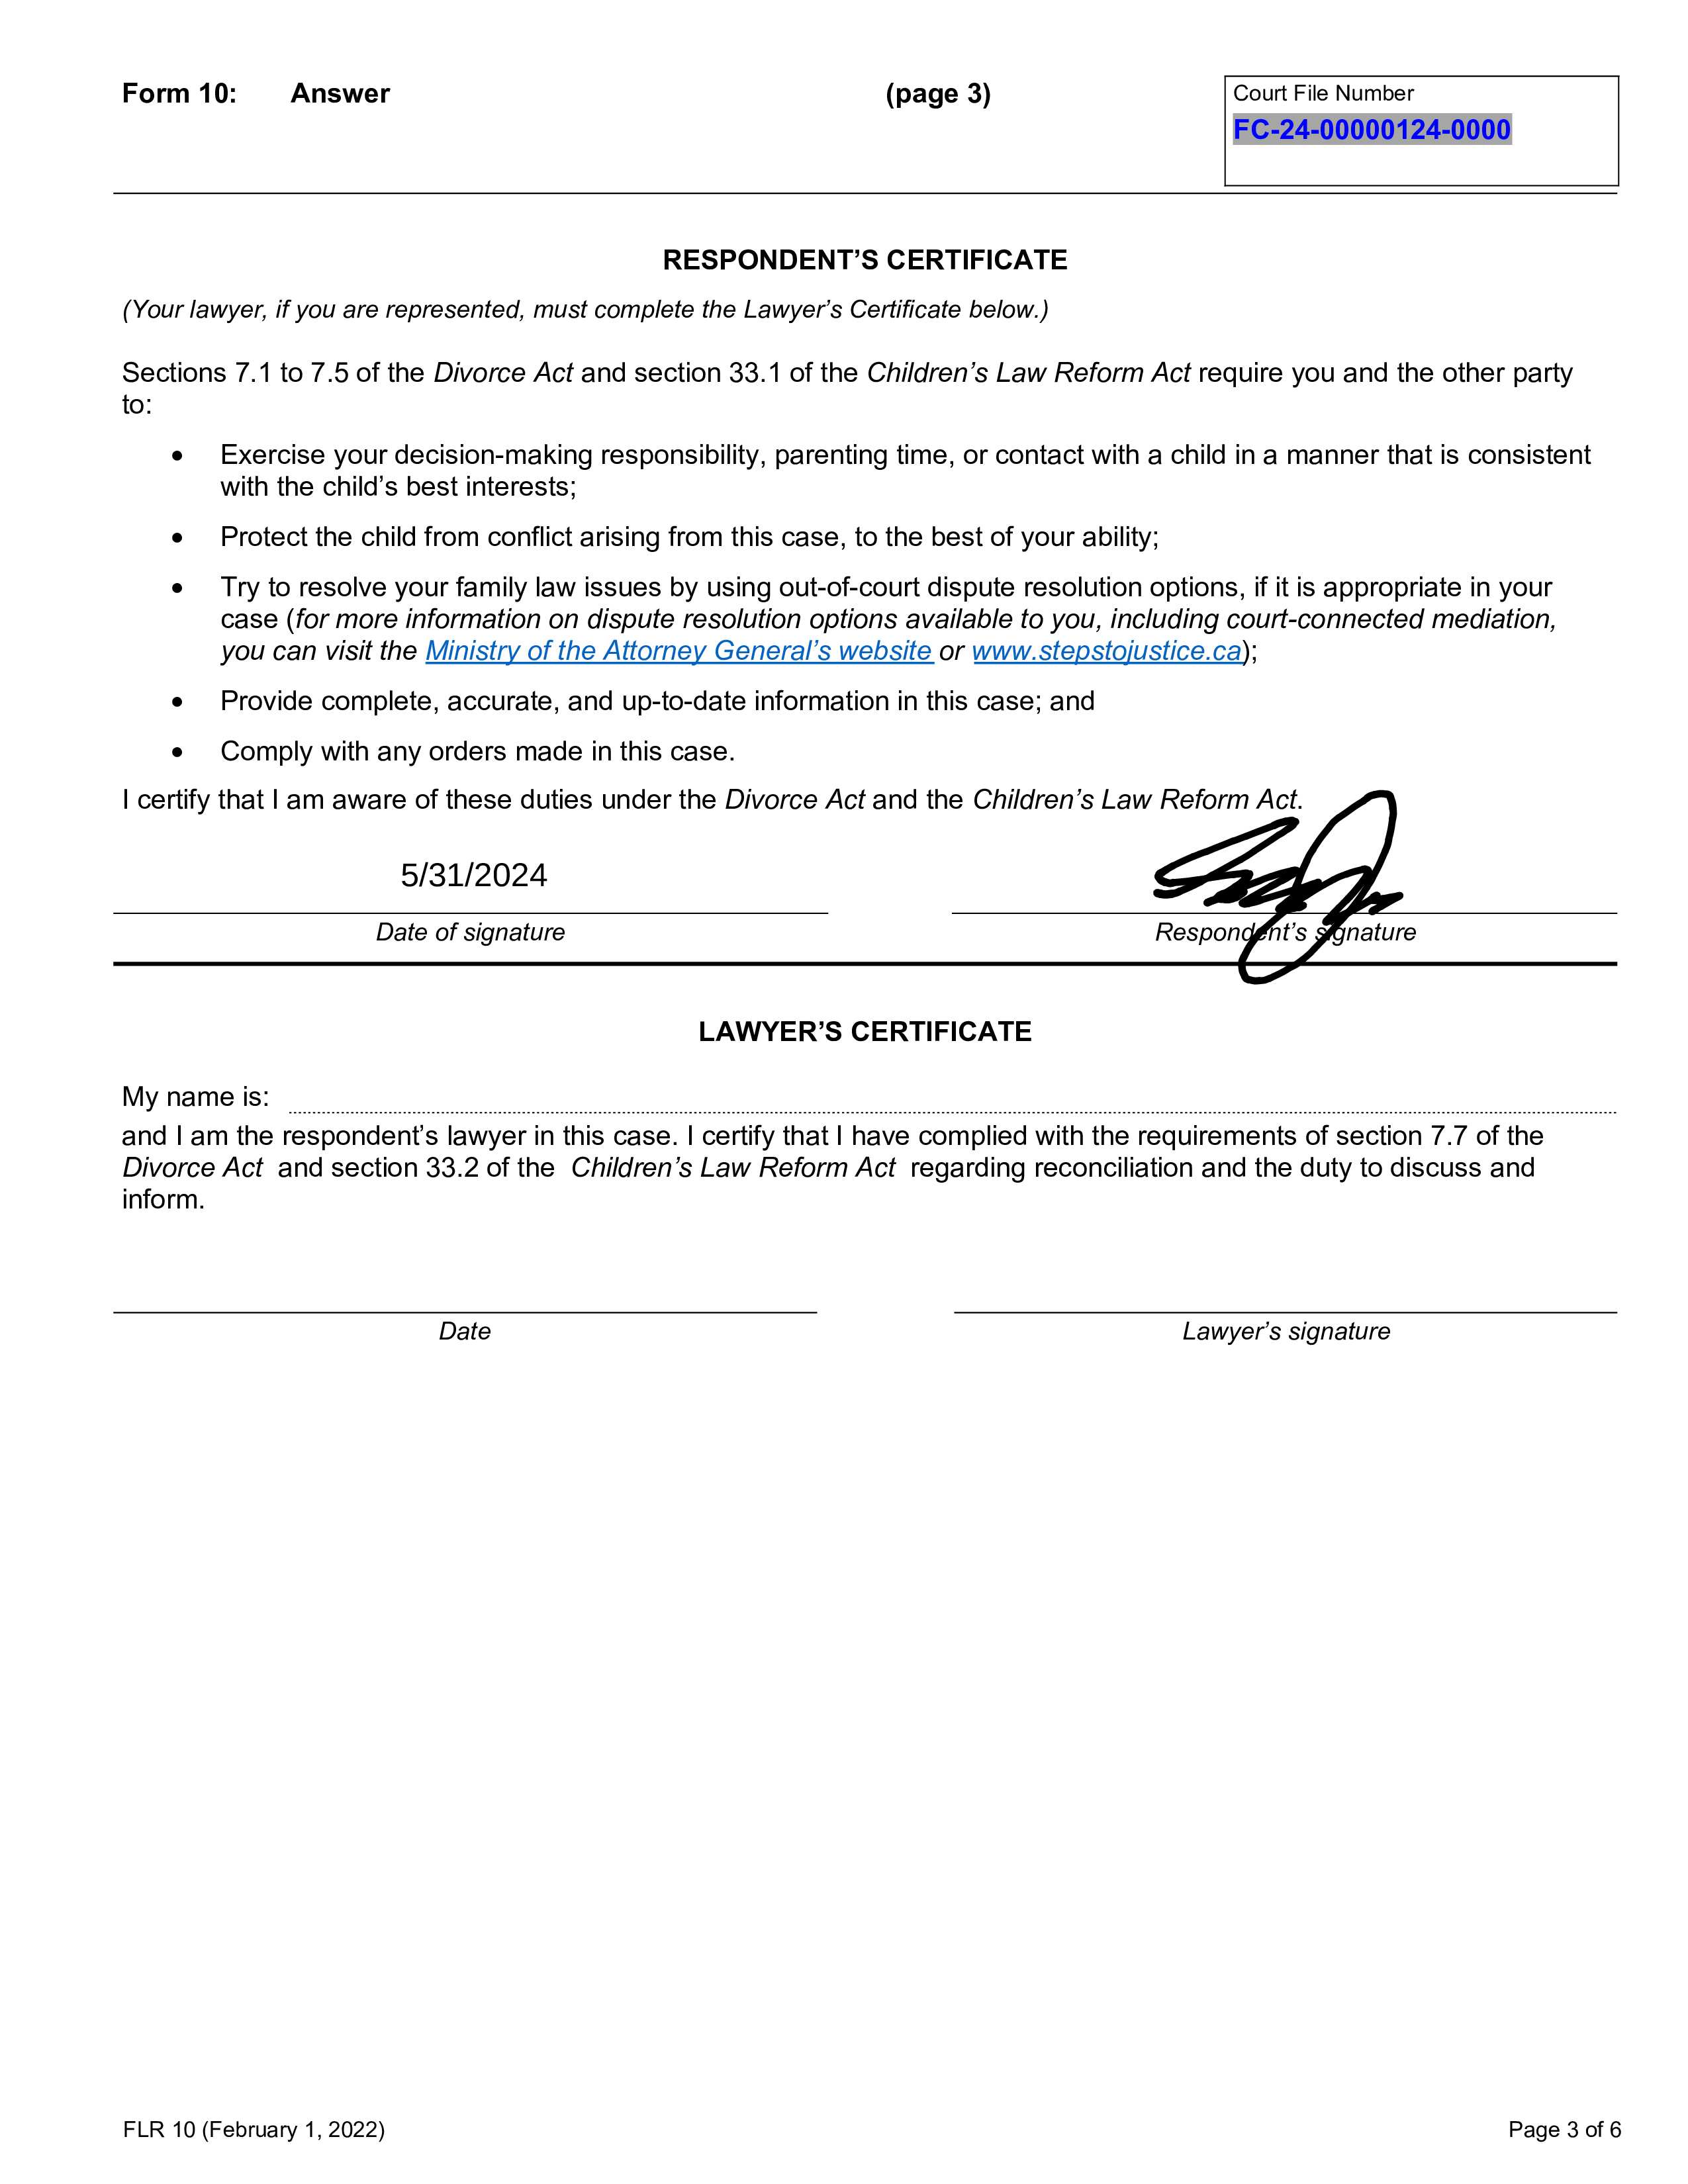 Form 10: Answer (page 3)
Court File Number
FC-24-00000124-0000
RESPONDENT’S CERTIFICATE
(Your lawyer, if you are represented, must complete the Lawyer’s Certificate below.)
Sections 7.1 to 7.5 of the Divorce Act and section 33.1 of the Children’s Law Reform Act require you and the other party
to:
• Exercise your decision-making responsibility, parenting time, or contact with a child in a manner that is consistent
with the child’s best interests;
• Protect the child from conflict arising from this case, to the best of your ability;
• Try to resolve your family law issues by using out-of-court dispute resolution options, if it is appropriate in your
case (for more information on dispute resolution options available to you, including court-connected mediation,
you can visit the Ministry of the Attorney General’s website or www.stepstojustice.ca);
• Provide complete, accurate, and up-to-date information in this case; and
• Comply with any orders made in this case.
I certify that I am aware of these duties under the Divorce Act and the Children’s Law Reform Act.
5/31/2024
Date of signature
Respondent’s signature
LAWYER’S CERTIFICATE
My name is:
and I am the respondent’s lawyer in this case. I certify that I have complied with the requirements of section 7.7 of the
Divorce Act and section 33.2 of the Children’s Law Reform Act regarding reconciliation and the duty to discuss and
inform.
Date
Lawyer’s signature
FLR 10 (February 1, 2022)
Page 3 of 6